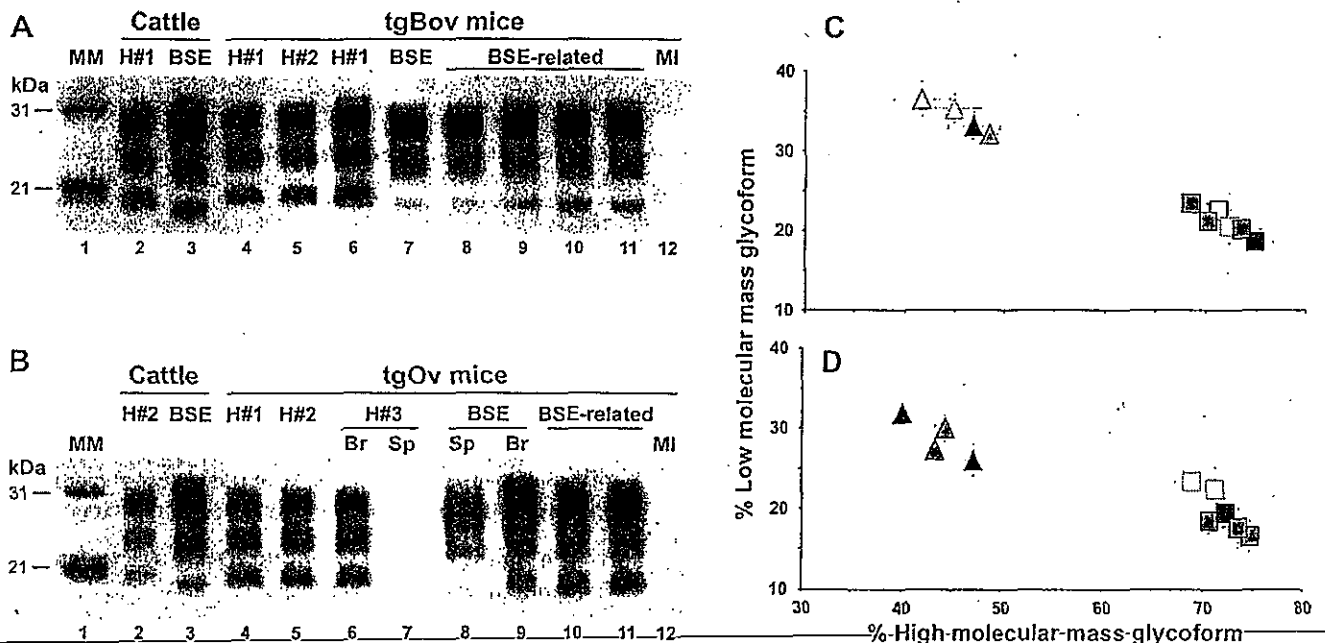 A
Cattle tgBov mice
MM H#1 BSE H#1 H#2 H#1 BSE BSE-related MI
kDa
31
21
1 2 3 4 5 6 7 8 9 10 11 12
B
Cattle tgOv mice
H#2 BSE H#1 H#2 H#3 BSE BSE-related
MM Br Sp Sp Br MI
kDa
31
21
1 2 3 4 5 6 7 8 9 10 11 12
% Low molecular mass glycoform
C
40
30
20
10
D
40
30
20
10
30 40 50 60 70 80
% High-molecular-mass-glycoform